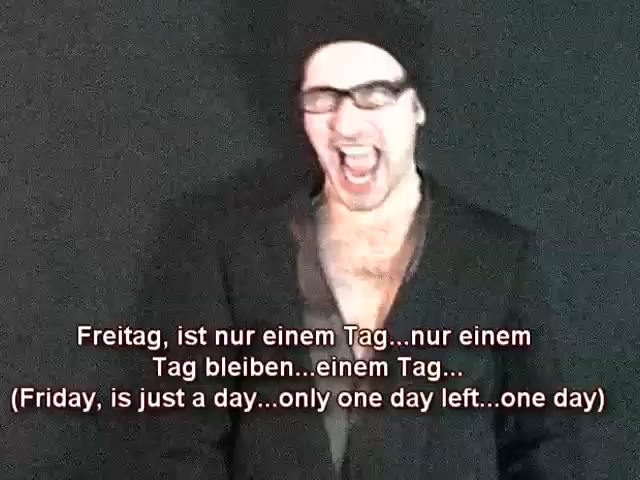 Freitag, ist nur einem Tag...nur einem
Tag bleiben...einem Tag...
(Friday, is just a day...only one day left...one day)